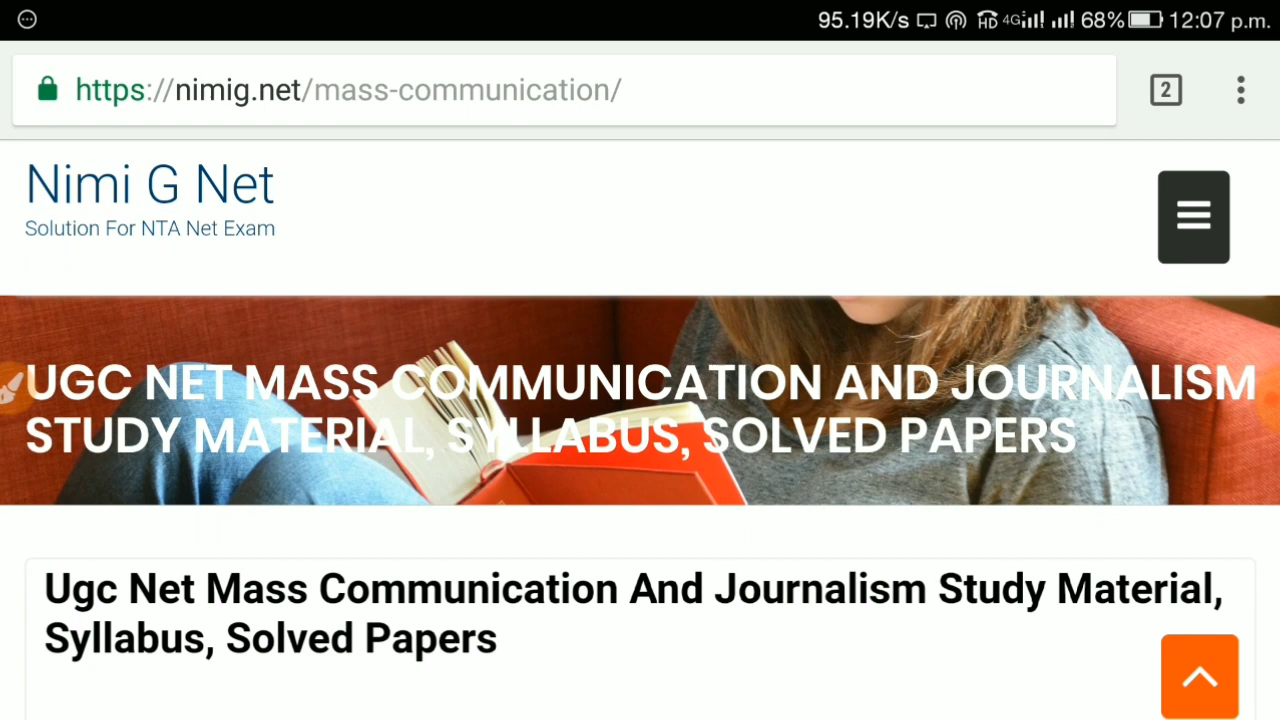 95.19K/s HD 4G 68% 12:07 p.m.
https://nimig.net/mass-communication/
2
Nimi G Net
Solution For NTA Net Exam
UGC NET MASS COMMUNICATION AND JOURNALISM
STUDY MATERIAL, SYLLABUS, SOLVED PAPERS
Ugc Net Mass Communication And Journalism Study Material,
Syllabus, Solved Papers